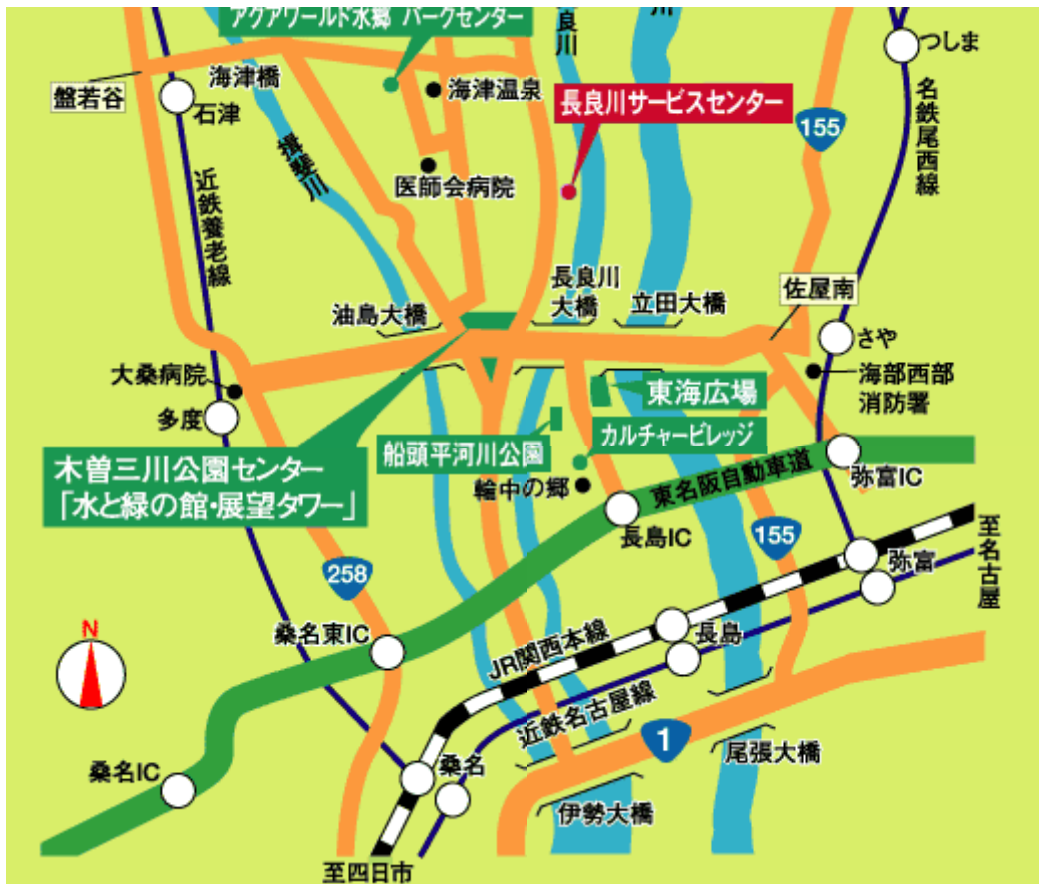 アクアワールド水郷 パークセンター
良川
川
つしま
海津橋
盤若谷
石津
海津温泉
長良川サービスセンター
155
名鉄尾西線
揖斐川
医師会病院
近鉄養老線
長良川
大橋
立田大橋
佐屋南
油島大橋
さや
大桑病院
多度
東海広場
海部西部
消防署
船頭平河川公園
カルチャービレッジ
木曽三川公園センター
「水と緑の館・展望タワー」
輪中の郷
東名阪自動車道
弥富IC
長島IC
155
至名古屋
258
弥富
桑名東IC
N
JR関西本線
長島
近鉄名古屋線
1
尾張大橋
桑名IC
桑名
伊勢大橋
至四日市